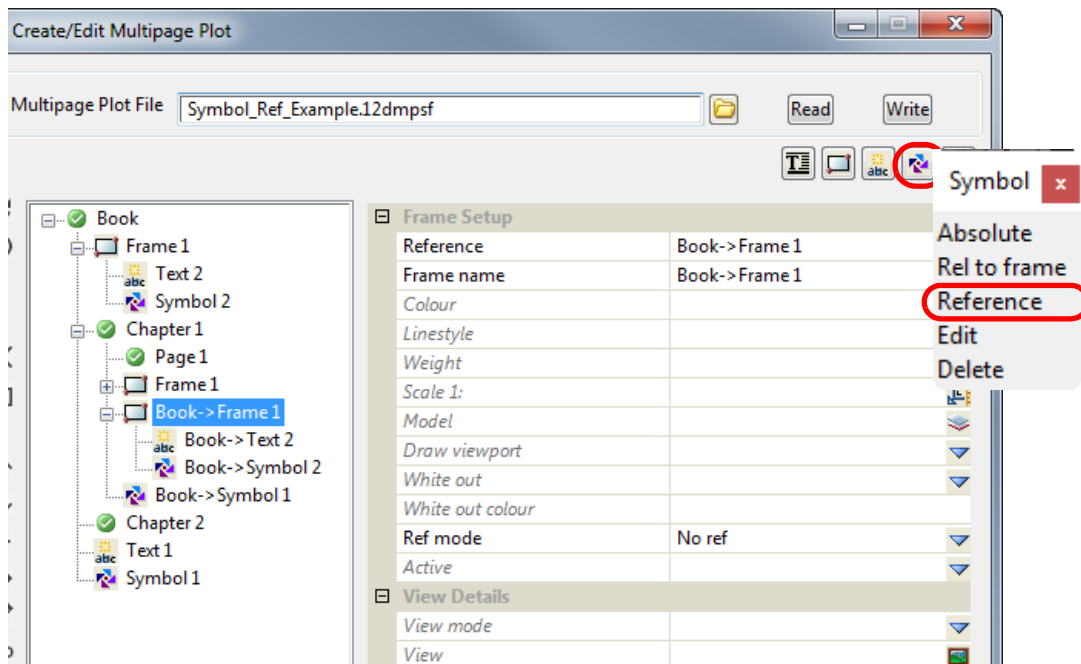 Create/Edit Multipage Plot
Multipage Plot File
Symbol_Ref_Example.12dmpsf
Read
Write
T
abc
Symbol
x
Absolute
Rel to frame
Reference
Edit
Delete
Book
Frame 1
abc Text 2
Symbol 2
Chapter 1
Page 1
Frame 1
Book->Frame 1
abc Book->Text 2
Book->Symbol 2
Book->Symbol 1
Chapter 2
abc Text 1
Symbol 1
Frame Setup
Reference Book->Frame 1
Frame name Book->Frame 1
Colour
Linestyle
Weight
Scale 1:
Model
Draw viewport
White out
White out colour
Ref mode No ref
Active
View Details
View mode
View